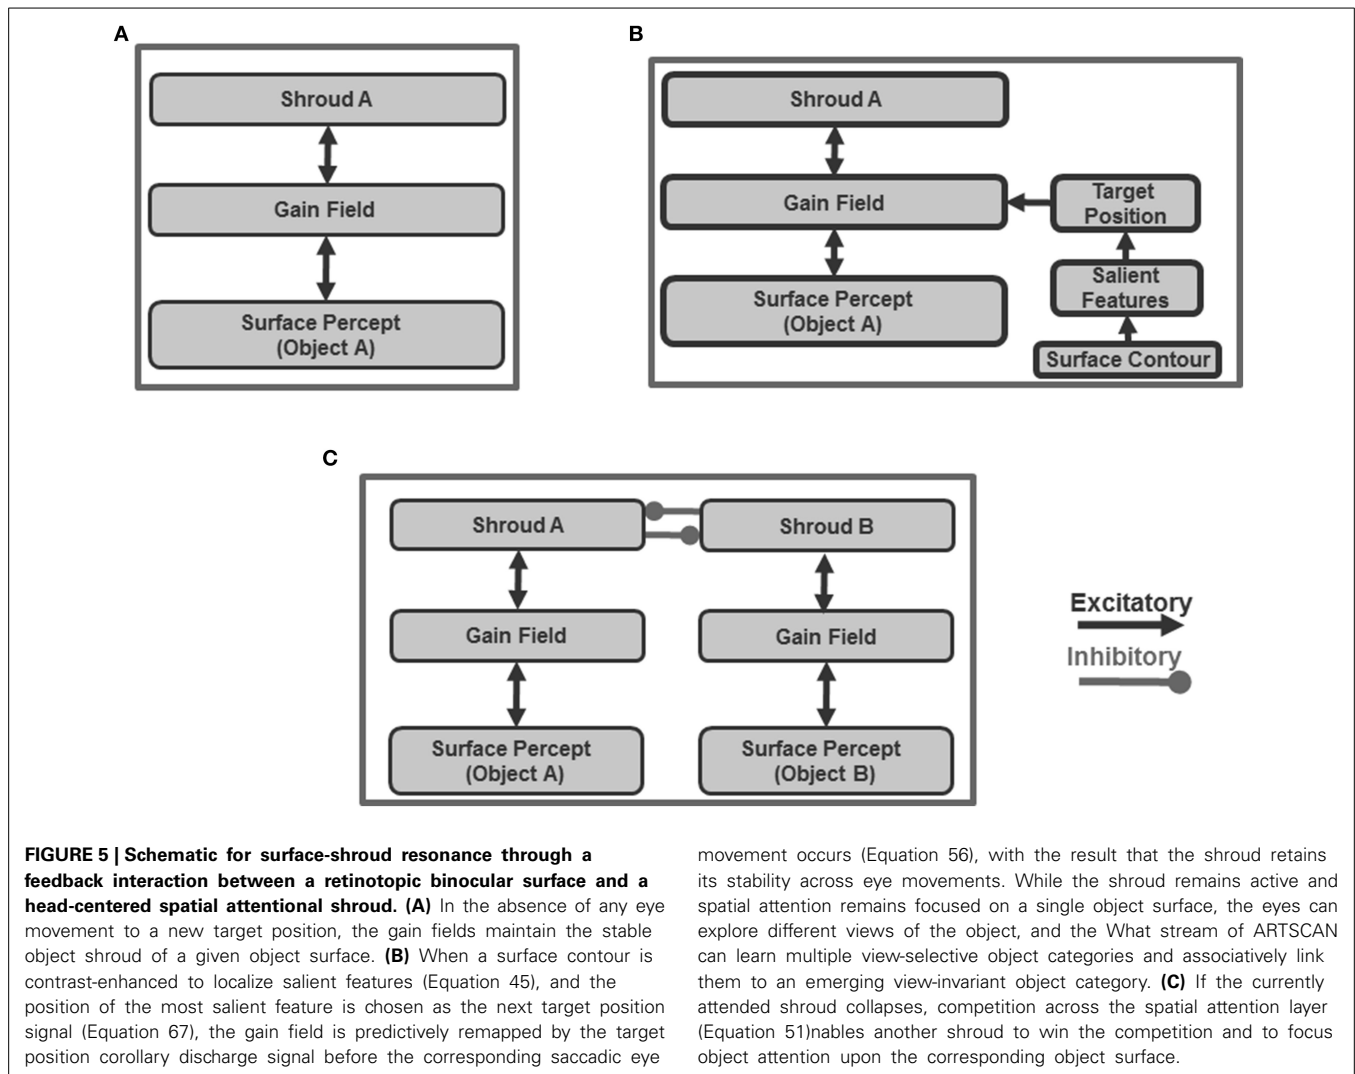 A
Shroud A
Gain Field
Surface Percept
(Object A)
B
Shroud A
Gain Field
Surface Percept
(Object A)
Target
Position
Salient
Features
Surface Contour
C
Shroud A
Shroud B
Gain Field
Gain Field
Surface Percept
(Object A)
Surface Percept
(Object B)
Excitatory
Inhibitory
FIGURE 5 | Schematic for surface-shroud resonance through a
feedback interaction between a retinotopic binocular surface and a
head-centered spatial attentional shroud. (A) In the absence of any eye
movement to a new target position, the gain fields maintain the stable
object shroud of a given object surface. (B) When a surface contour is
contrast-enhanced to localize salient features (Equation 45), and the
position of the most salient feature is chosen as the next target position
signal (Equation 67), the gain field is predictively remapped by the target
position corollary discharge signal before the corresponding saccadic eye
movement occurs (Equation 56), with the result that the shroud retains
its stability across eye movements. While the shroud remains active and
spatial attention remains focused on a single object surface, the eyes can
explore different views of the object, and the What stream of ARTSCAN
can learn multiple view-selective object categories and associatively link
them to an emerging view-invariant object category. (C) If the currently
attended shroud collapses, competition across the spatial attention layer
(Equation 51)nables another shroud to win the competition and to focus
object attention upon the corresponding object surface.